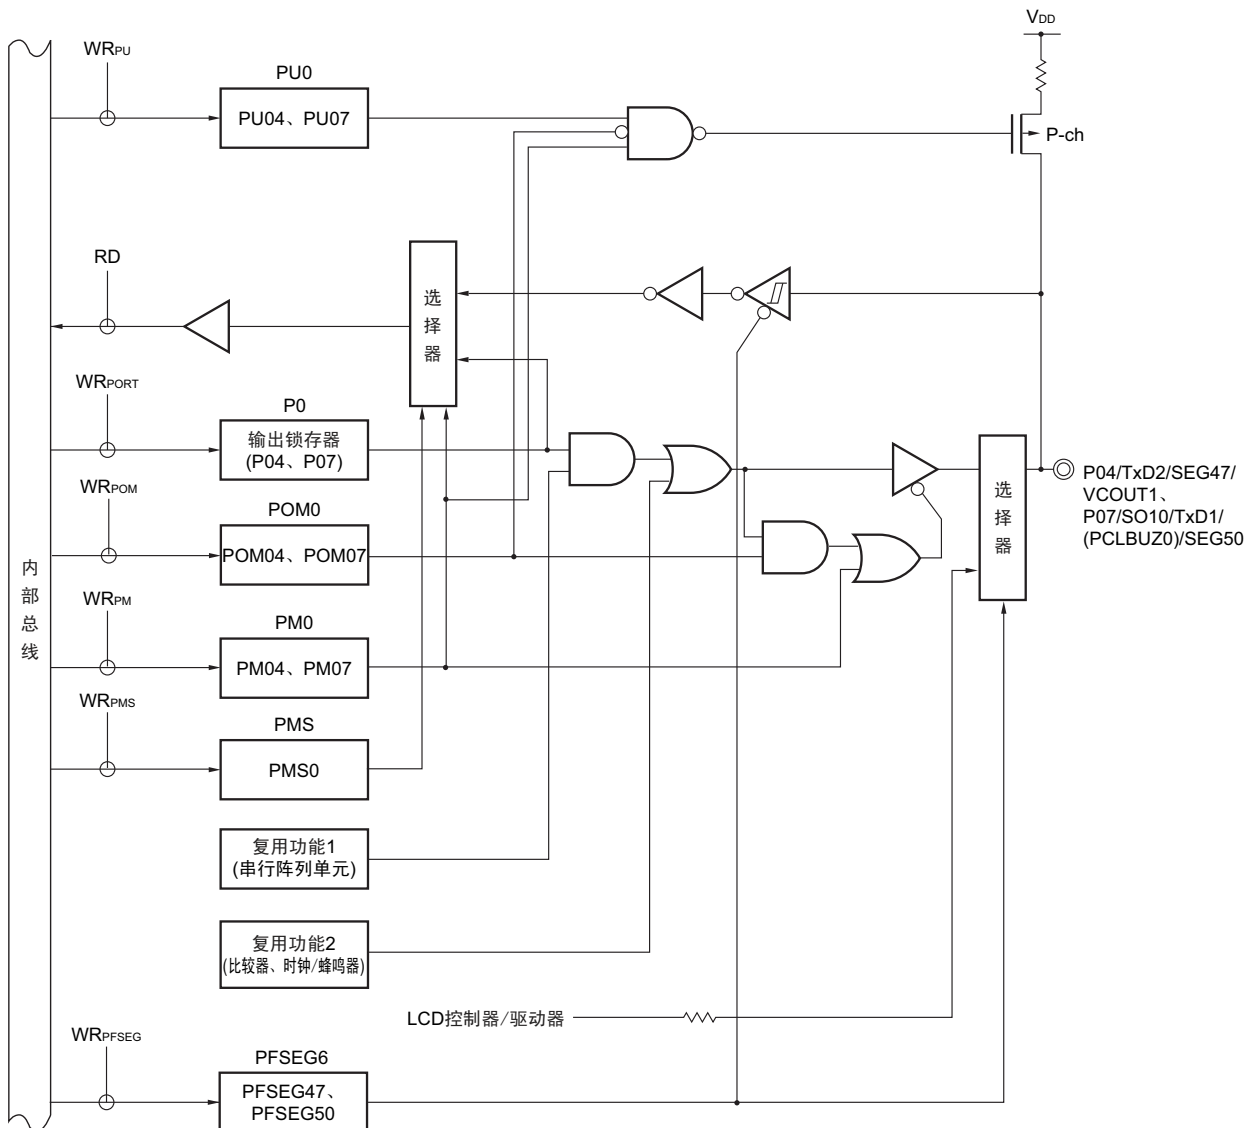 VDD
WRPU
PU0
PU04、PU07
P-ch
RD
选择器
WRPORT
P0
输出锁存器
(P04、P07)
WRPOM
POM0
POM04、POM07
选择器
P04/TxD2/SEG47/
VCOUT1、
P07/SO10/TxD1/
(PCLBUZ0)/SEG50
内部总线
WRPM
PM0
PM04、PM07
WRPMS
PMS
PMS0
复用功能1
(串行阵列单元)
复用功能2
(比较器、时钟/蜂鸣器)
LCD控制器/驱动器
WRPFSEG
PFSEG6
PFSEG47、
PFSEG50